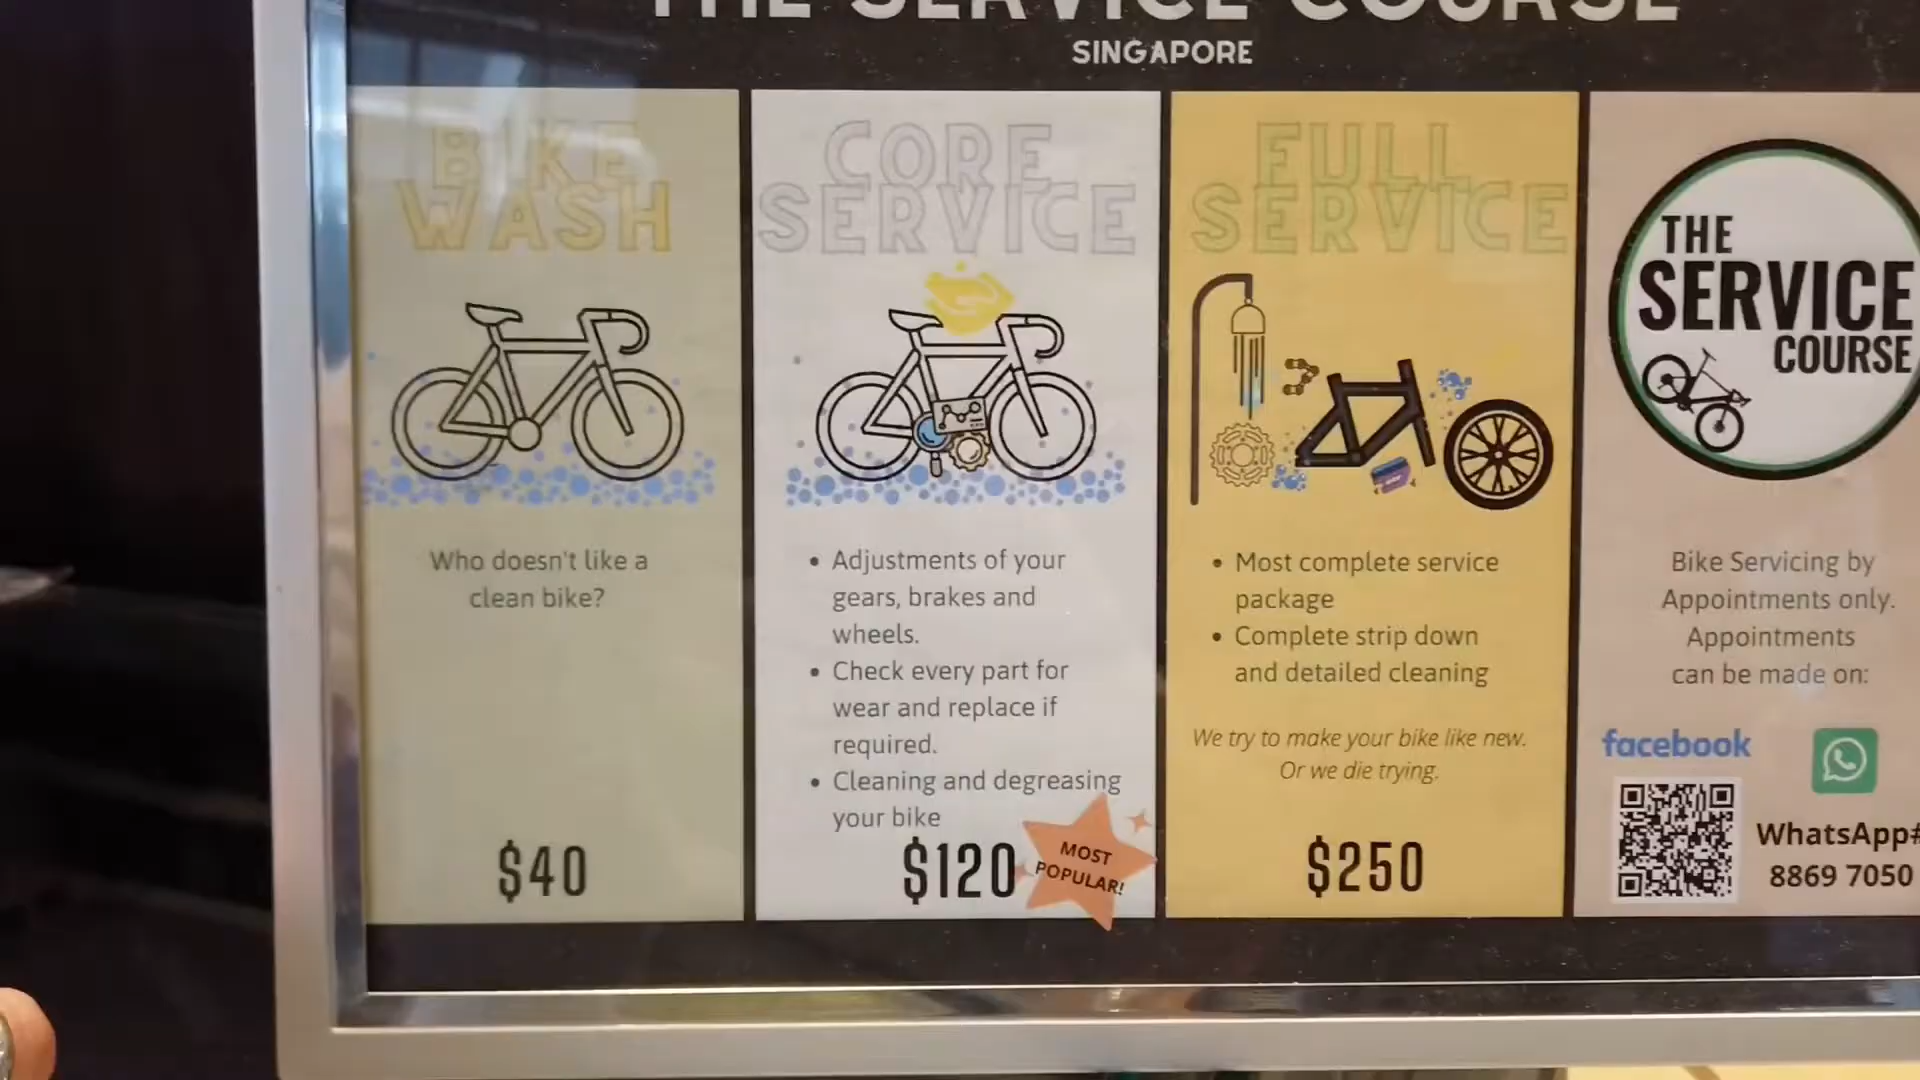 THE SERVICE COURSE
SINGAPORE
BIKE
WASH
Who doesn't like a
clean bike?
$40
CORE
SERVICE
• Adjustments of your
gears, brakes and
wheels.
• Check every part for
wear and replace if
required.
• Cleaning and degreasing
your bike
$120
MOST
POPULAR!
FULL
SERVICE
• Most complete service
package
• Complete strip down
and detailed cleaning
We try to make your bike like new.
Or we die trying.
$250
THE
SERVICE
COURSE
Bike Servicing by
Appointments only.
Appointments
can be made on:
facebook
WhatsApp#
8869 7050